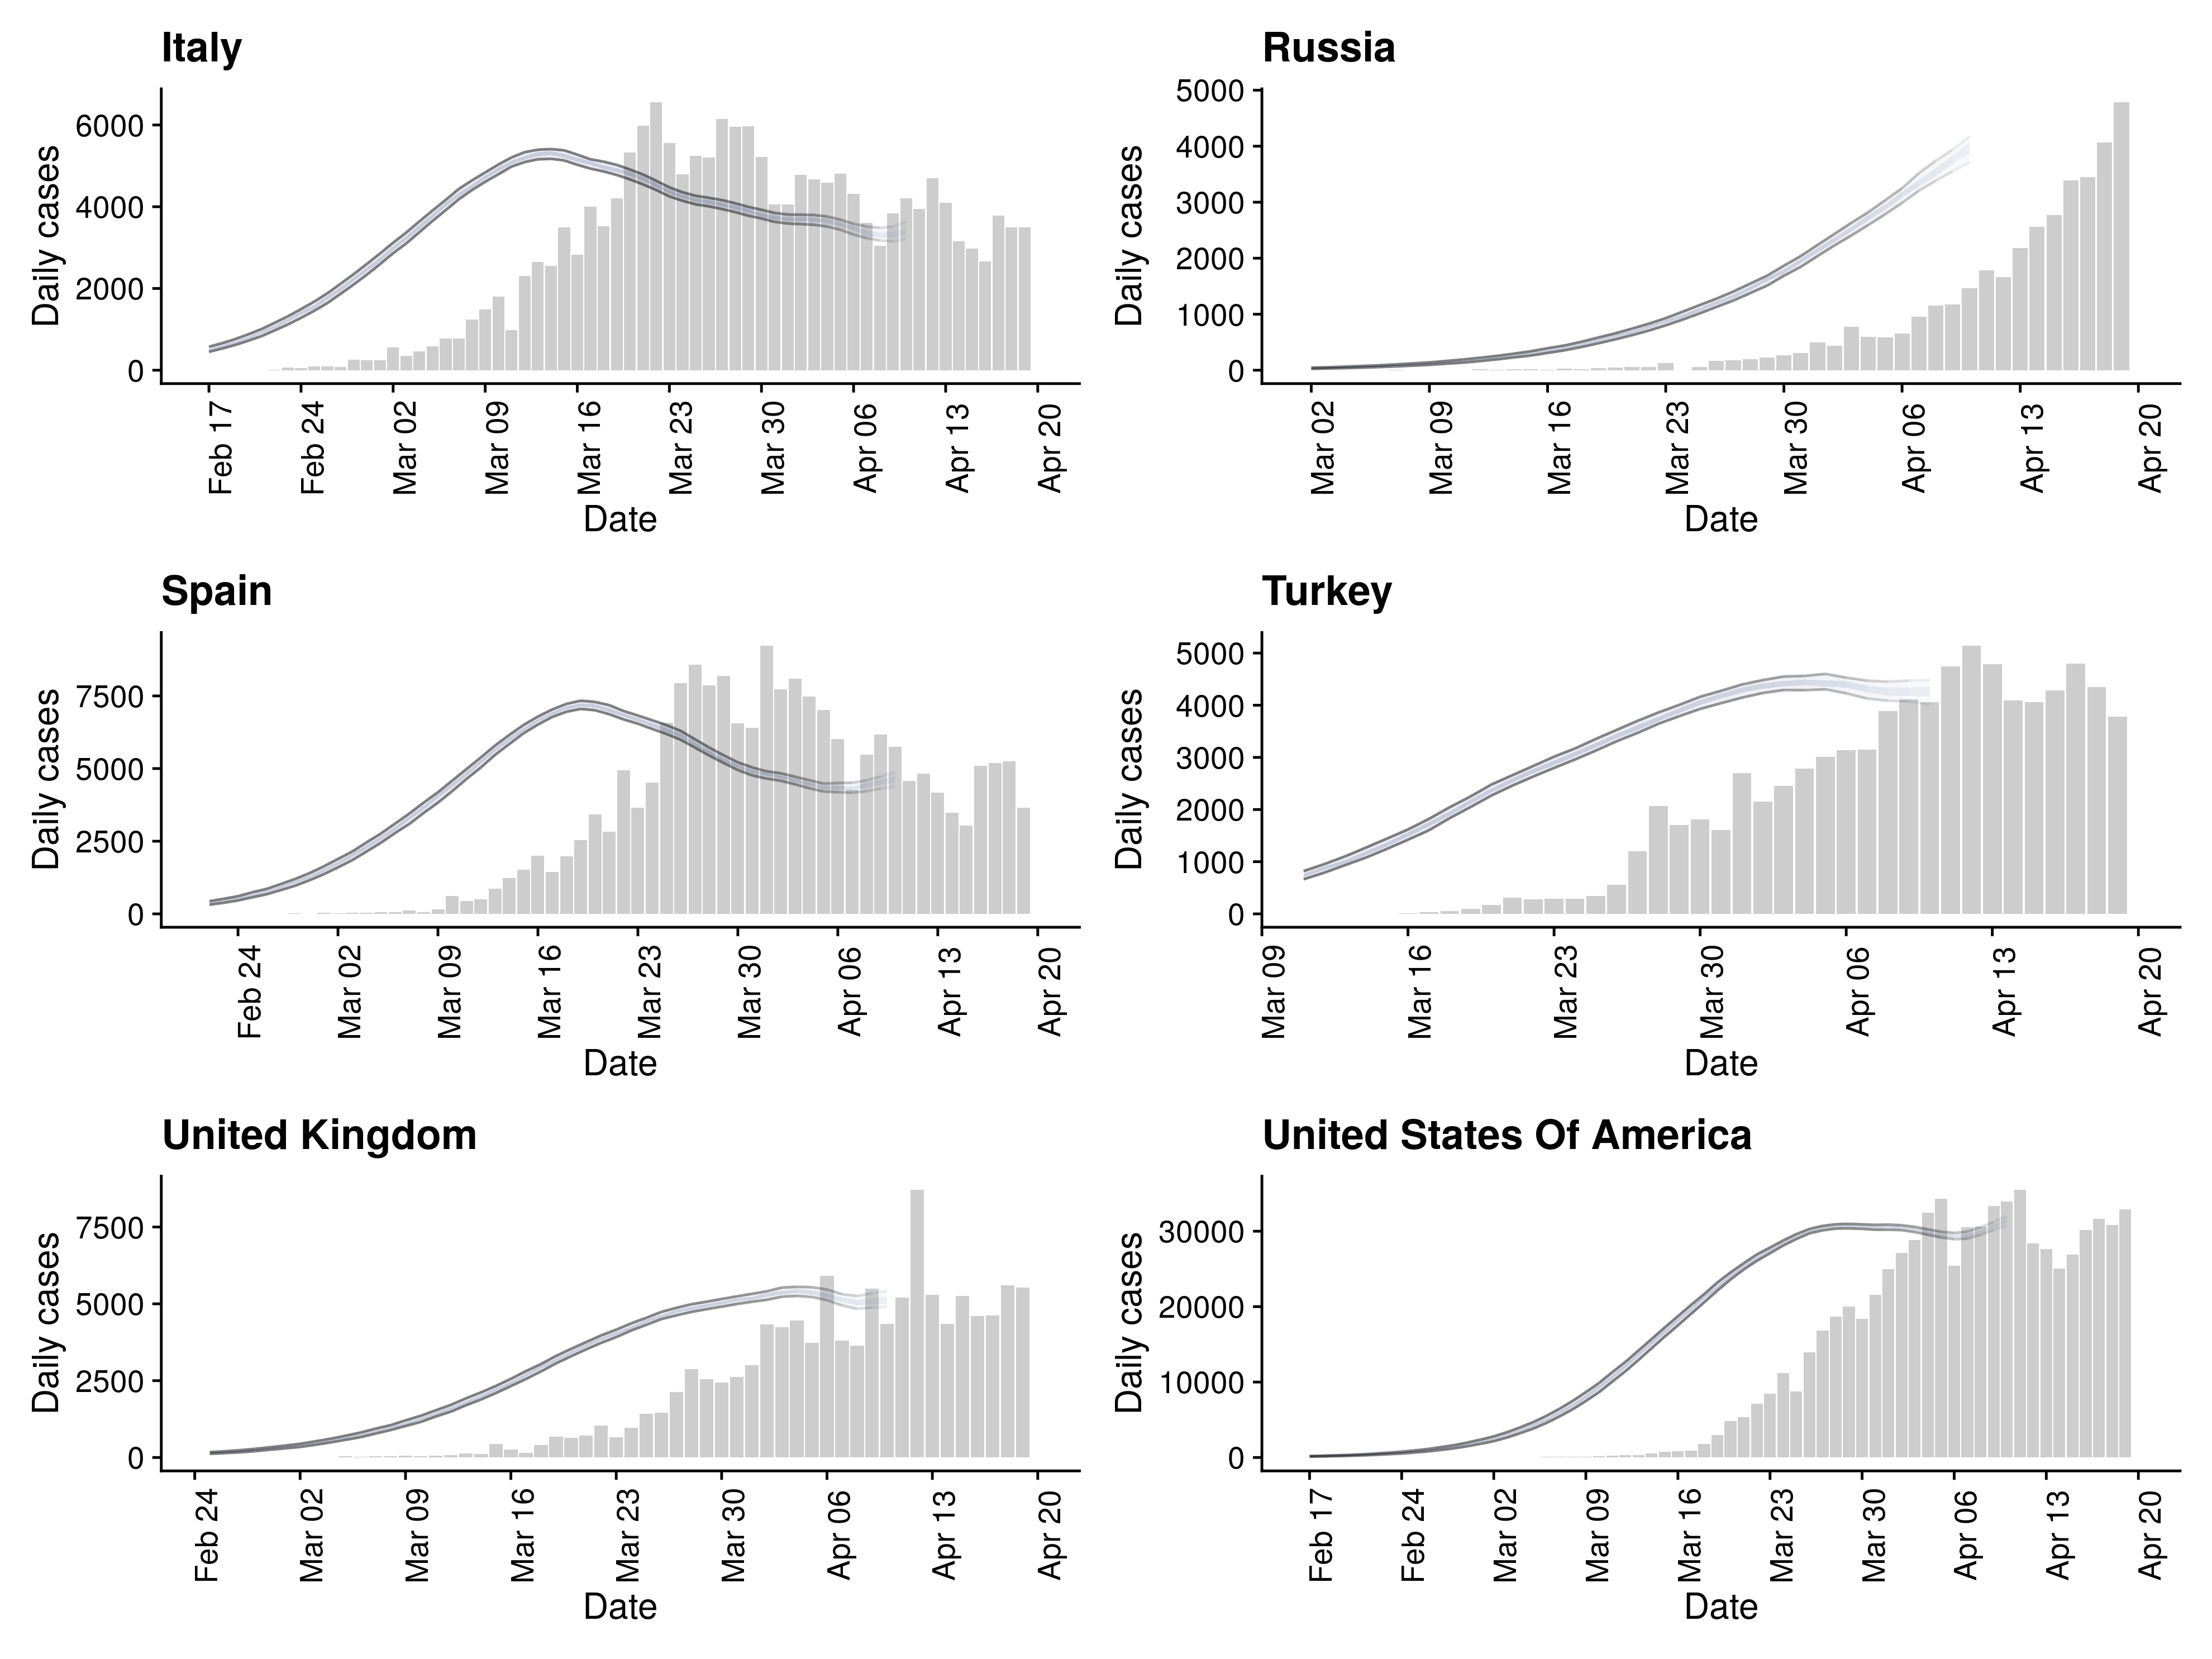 Italy
Daily cases
6000
4000
2000
0
Feb 17
Feb 24
Mar 02
Mar 09
Mar 16
Mar 23
Mar 30
Apr 06
Apr 13
Apr 20
Date
Russia
Daily cases
5000
4000
3000
2000
1000
0
Mar 02
Mar 09
Mar 16
Mar 23
Mar 30
Apr 06
Apr 13
Apr 20
Date
Spain
Daily cases
7500
5000
2500
0
Feb 24
Mar 02
Mar 09
Mar 16
Mar 23
Mar 30
Apr 06
Apr 13
Apr 20
Date
Turkey
Daily cases
5000
4000
3000
2000
1000
0
Mar 09
Mar 16
Mar 23
Mar 30
Apr 06
Apr 13
Apr 20
Date
United Kingdom
Daily cases
7500
5000
2500
0
Feb 24
Mar 02
Mar 09
Mar 16
Mar 23
Mar 30
Apr 06
Apr 13
Apr 20
Date
United States Of America
Daily cases
30000
20000
10000
0
Feb 17
Feb 24
Mar 02
Mar 09
Mar 16
Mar 23
Mar 30
Apr 06
Apr 13
Apr 20
Date